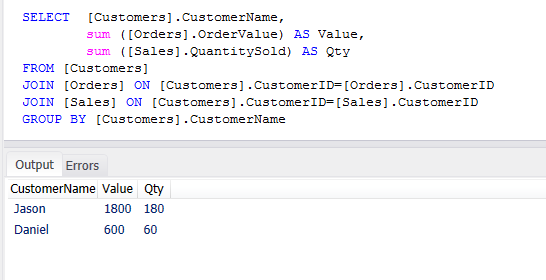 SELECT [Customers].CustomerName,
sum ([Orders].OrderValue) AS Value,
sum ([Sales].QuantitySold) AS Qty
FROM [Customers]
JOIN [Orders] ON [Customers].CustomerID=[Orders].CustomerID
JOIN [Sales] ON [Customers].CustomerID=[Sales].CustomerID
GROUP BY [Customers].CustomerName
Output Errors
CustomerName Value Qty
Jason 1800 180
Daniel 600 60